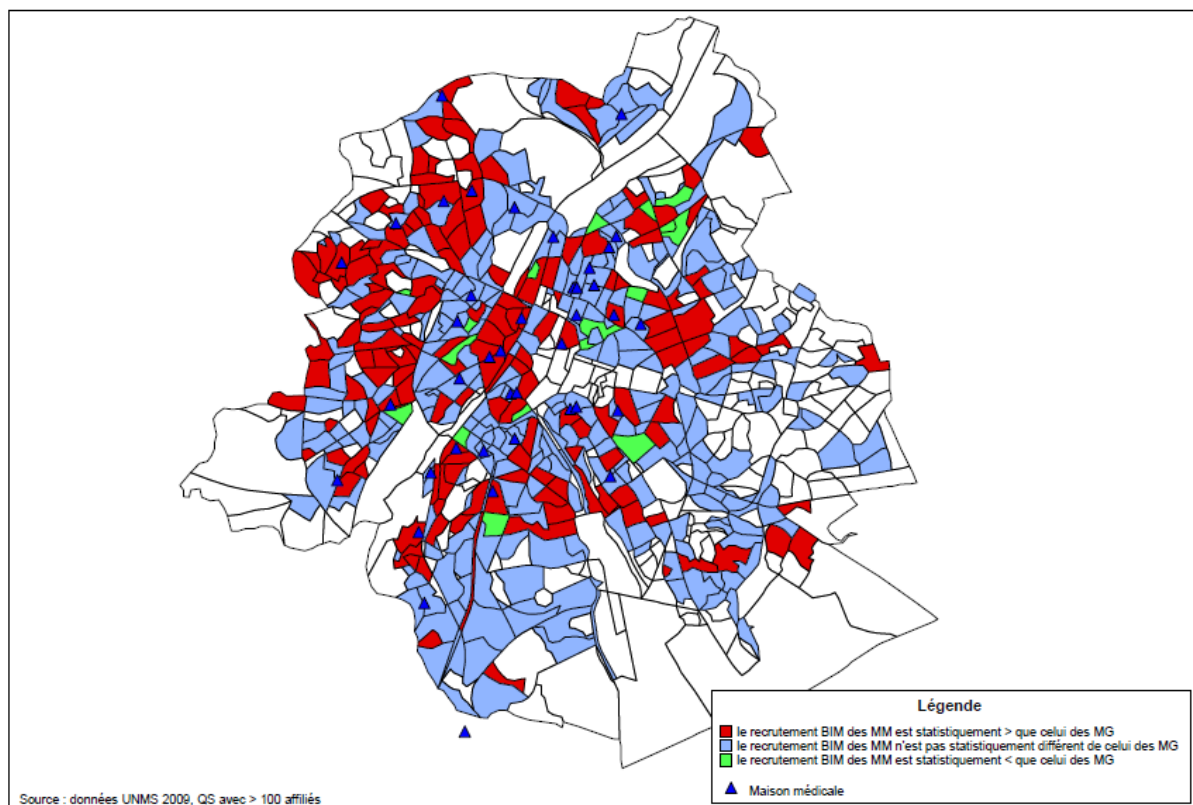 Légende
le recrutement BIM des MM est statistiquement > que celui des MG
le recrutement BIM des MM n'est pas statistiquement différent de celui des MG
le recrutement BIM des MM est statistiquement < que celui des MG
Maison médicale
Source : données UNMS 2009, QS avec > 100 affiliés